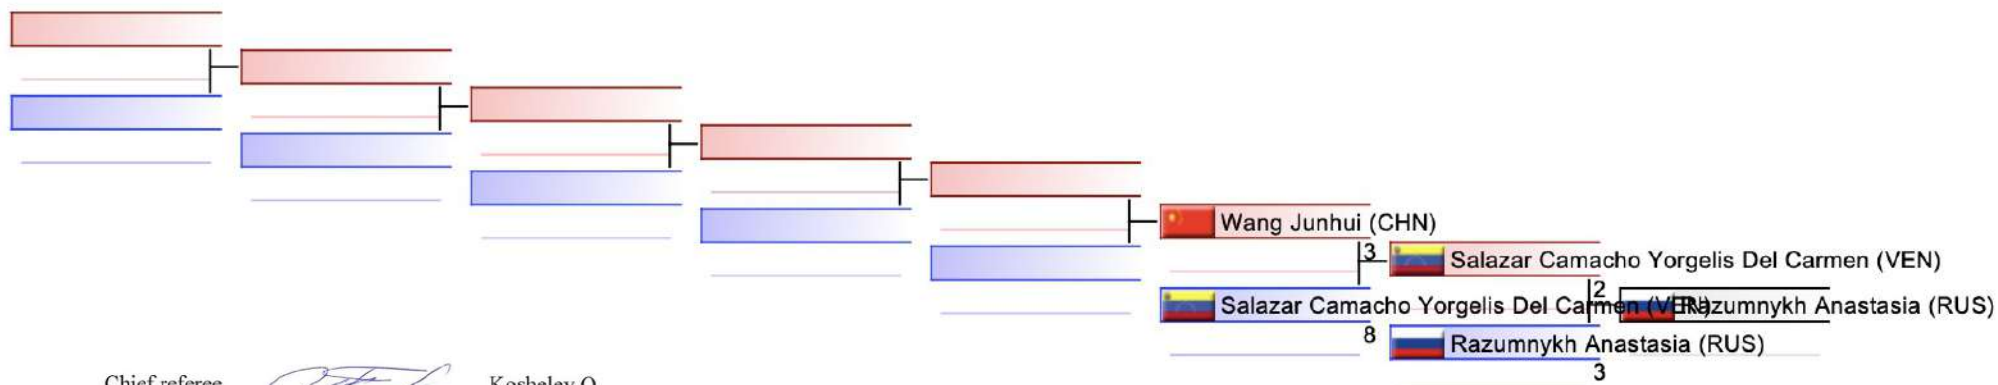 Wang Junhui (CHN)
3
Salazar Camacho Yorgelis Del Carmen (VEN)
Salazar Camacho Yorgelis Del Carmen (VEN)
2
Razumnykh Anastasia (RUS)
8
Razumnykh Anastasia (RUS)
3
Chief referee
Koshelev O.